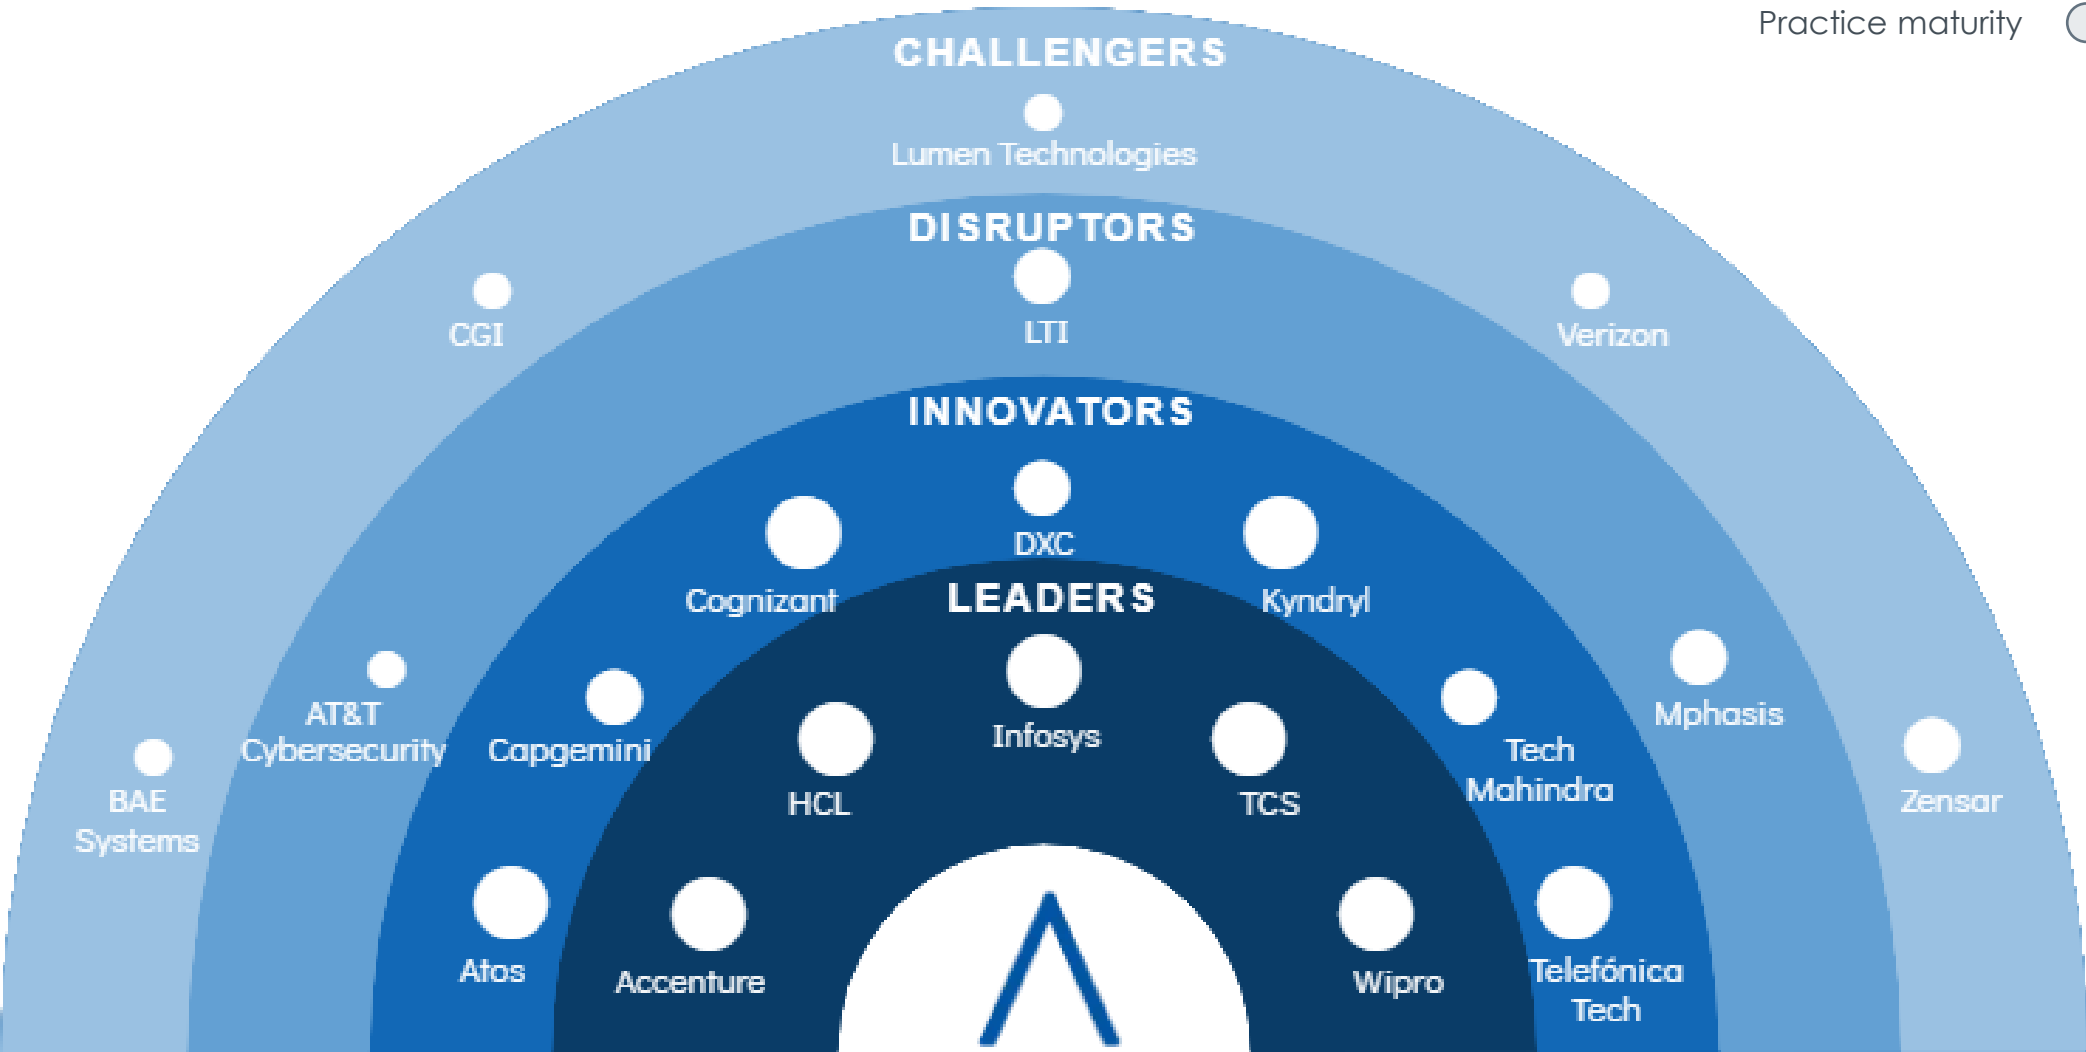 Practice maturity
CHALLENGERS
Lumen Technologies
CGI
Verizon
BAE
Systems
Zensar
DISRUPTORS
LTI
AT&T
Cybersecurity
Mphasis
INNOVATORS
DXC
Cognizant
Kyndryl
Capgemini
Tech
Mahindra
Atos
Telefónica
Tech
LEADERS
Infosys
HCL
TCS
Accenture
Wipro